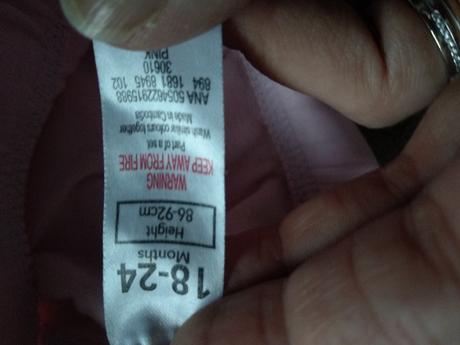 18-24
Months
Height
86-92cm
WARNING
KEEP AWAY FROM FIRE
Part of a set
Wash similar colours together
Made in Cambodia
ANA 5054622915988
894 1681 8945 102
30610
PINK